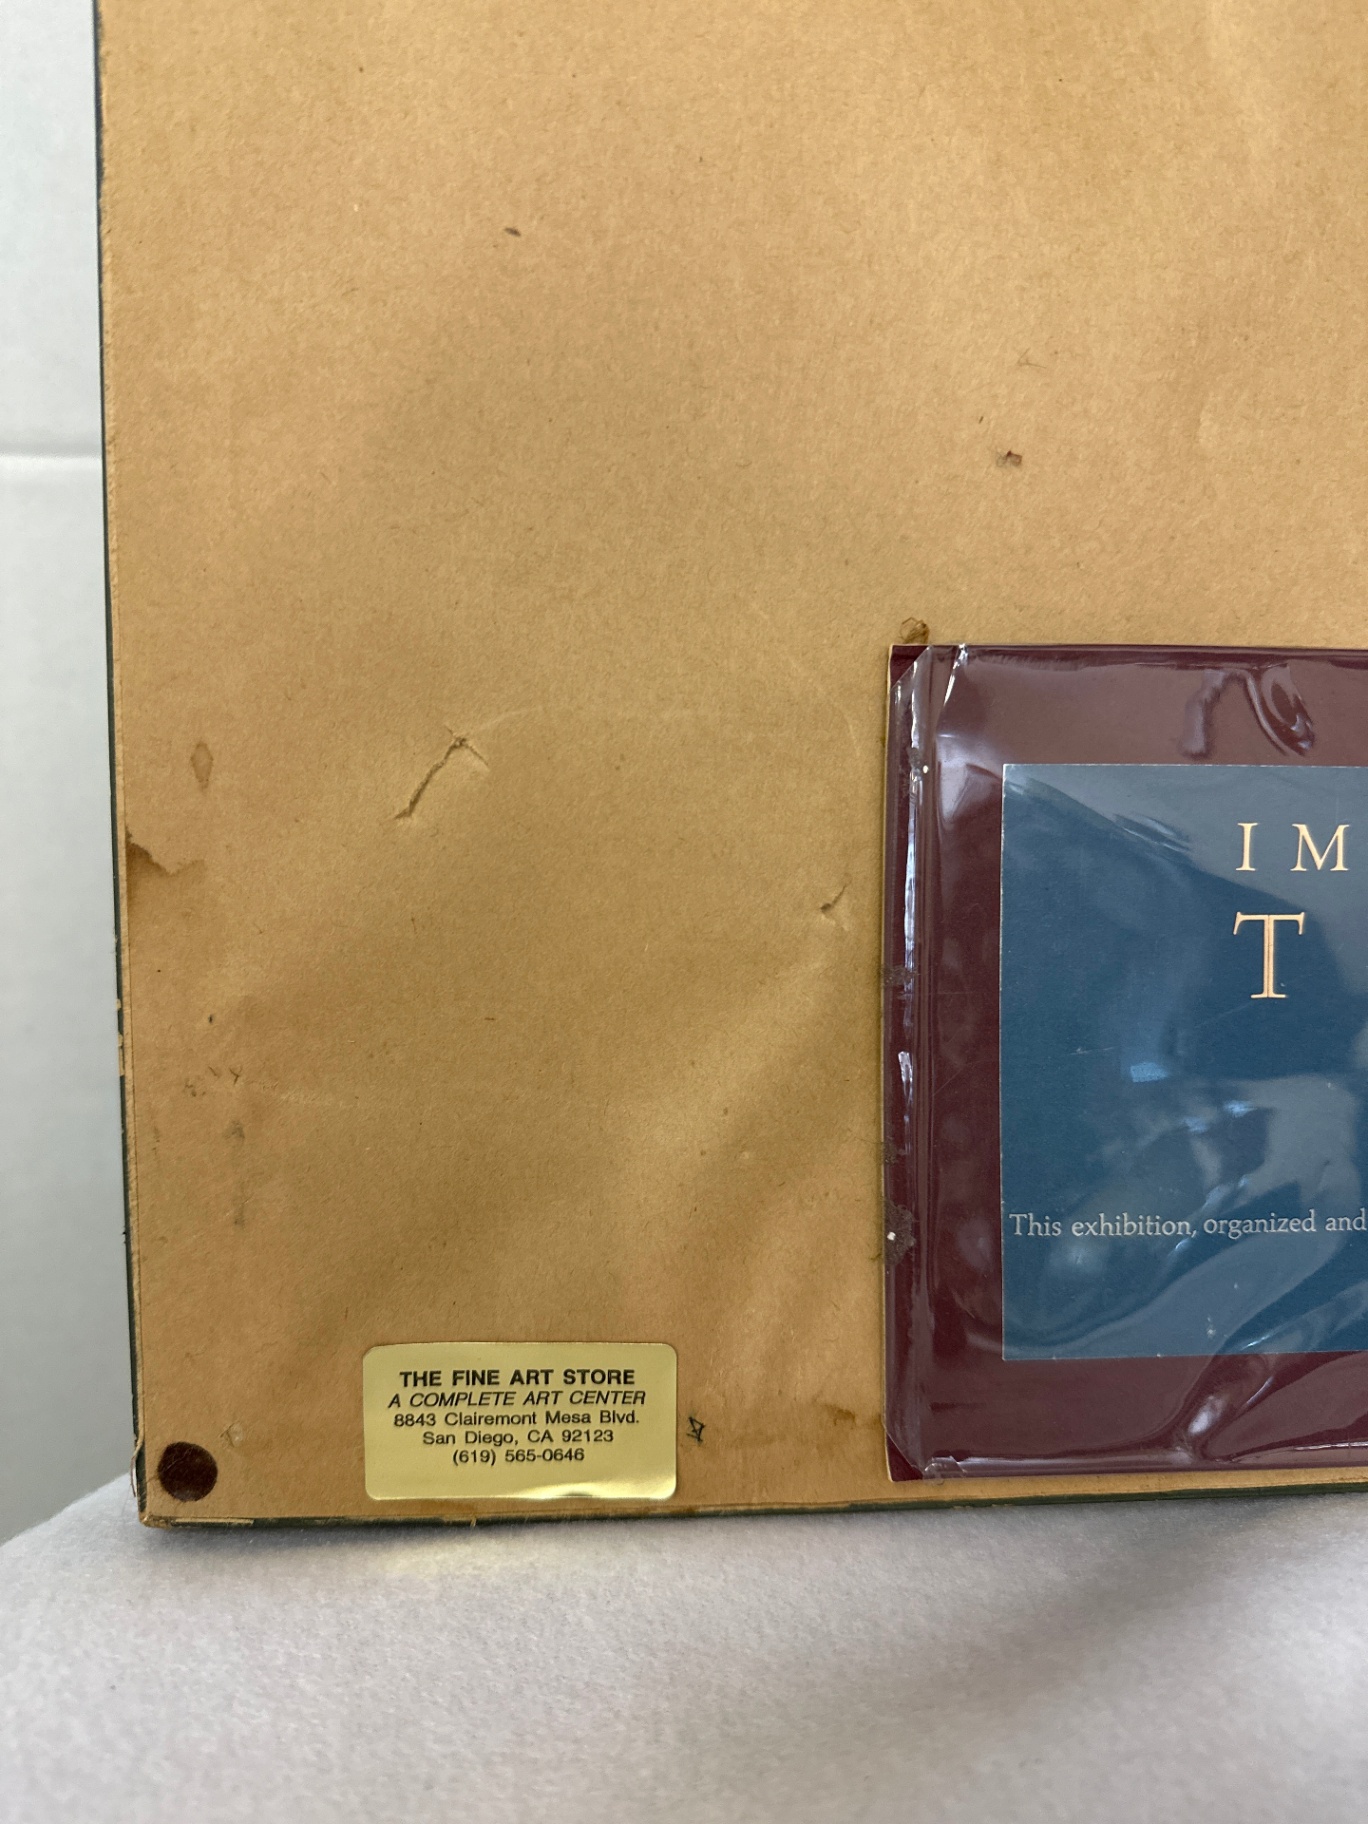 I M
T
This exhibition, organized and
THE FINE ART STORE
A COMPLETE ART CENTER
8843 Clairemont Mesa Blvd.
San Diego, CA 92123
(619) 565-0646